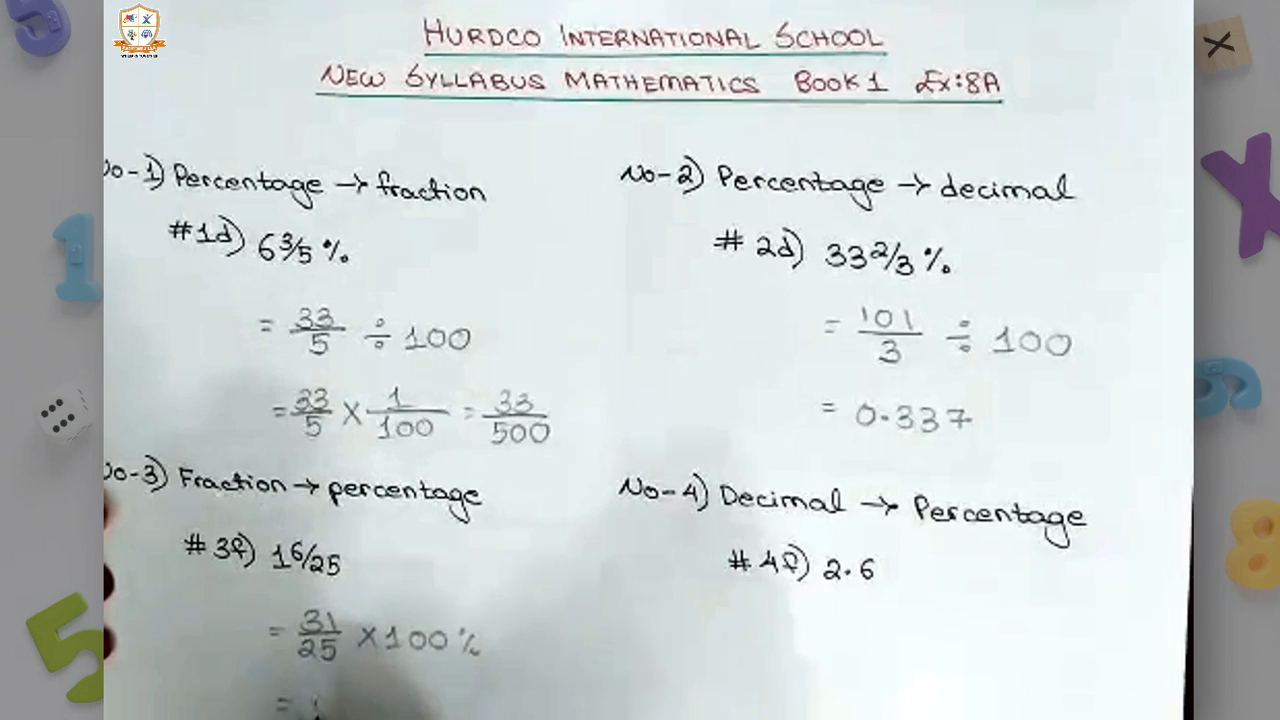 HURDCO INTERNATIONAL SCHOOL
NEW SYLLABUS MATHEMATICS BOOK 1 Ex:8A
No-1) Percentage → fraction
#1d) 6 3/5 %
= 33/5 ÷ 100
= 33/5 × 1/100 = 33/500
No-2) Percentage → decimal
# 2d) 33 2/3 %
= 101/3 ÷ 100
= 0.337
No-3) Fraction → percentage
#3f) 1 6/25
= 31/25 × 100 %
=
No-4) Decimal → Percentage
# 4f) 2.6